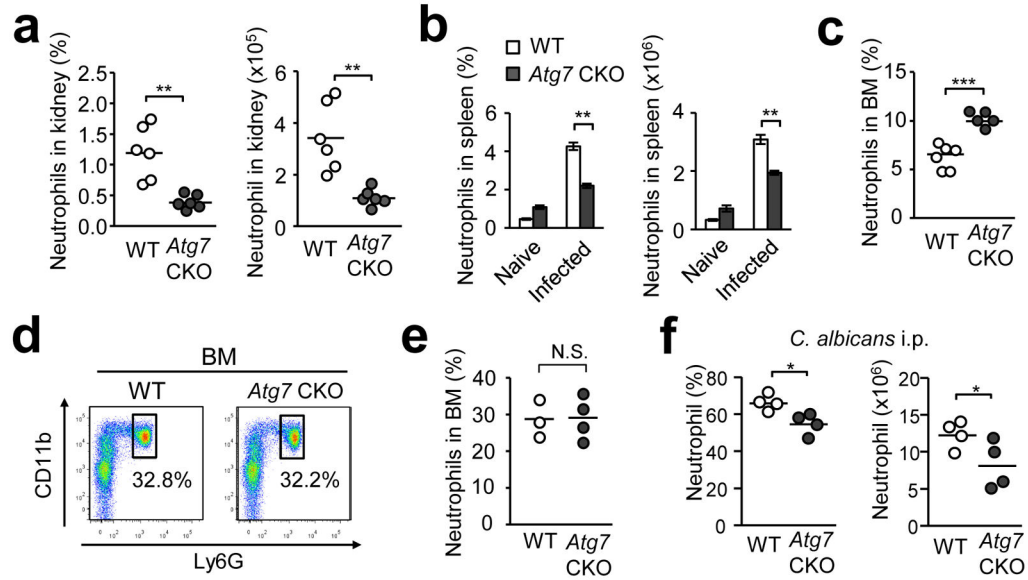 a
Neutrophils in kidney (%)
2.5
2.0
1.5
1.0
0.5
0.0
**
WT
Atg7
CKO
Neutrophil in kidney (x10⁵)
6
4
2
0
**
WT
Atg7
CKO
b
WT
Atg7 CKO
Neutrophils in spleen (%)
6
4
2
0
**
Naive
Infected
Neutrophils in spleen (x10⁶)
4
2
0
**
Naive
Infected
c
Neutrophils in BM (%)
15
10
5
0
***
WT
Atg7
CKO
d
BM
WT
Atg7 CKO
CD11b
32.8%
32.2%
Ly6G
e
Neutrophils in BM (%)
40
30
20
10
0
N.S.
WT
Atg7
CKO
f
C. albicans i.p.
Neutrophil (%)
80
60
40
20
0
*
WT
Atg7
CKO
Neutrophil (x10⁶)
20
15
10
5
0
*
WT
Atg7
CKO